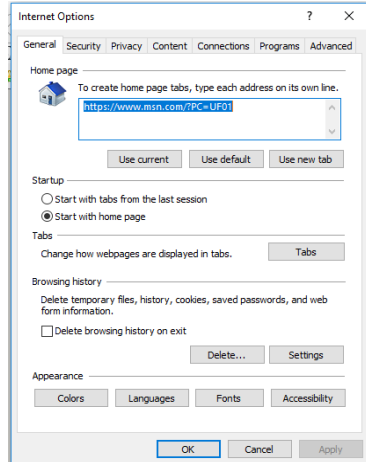 Internet Options
?
General Security Privacy Content Connections Programs Advanced
Home page
To create home page tabs, type each address on its own line.
https://www.msn.com/?PC=UF01
Use current Use default Use new tab
Startup
Start with tabs from the last session
Start with home page
Tabs
Change how webpages are displayed in tabs. Tabs
Browsing history
Delete temporary files, history, cookies, saved passwords, and web
form information.
Delete browsing history on exit
Delete... Settings
Appearance
Colors Languages Fonts Accessibility
OK Cancel Apply